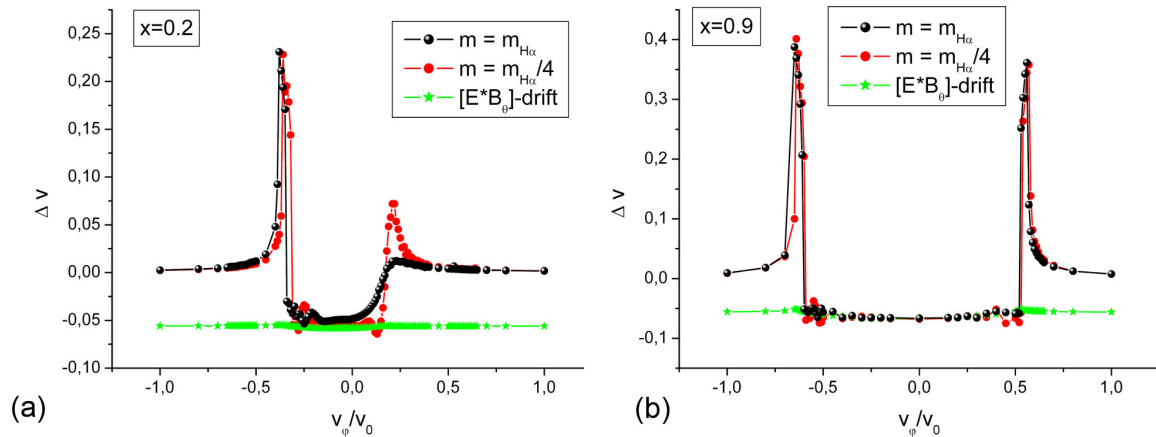 x=0.2
m = m_Hα
m = m_Hα/4
[E*B_θ]-drift
0,25
0,20
0,15
0,10
0,05
0,00
-0,05
-0,10
Δ v
-1,0 -0,5 0,0 0,5 1,0
v_φ/v_0
(a)
x=0.9
m = m_Hα
m = m_Hα/4
[E*B_θ]-drift
0,4
0,3
0,2
0,1
0,0
-0,1
Δ v
-1,0 -0,5 0,0 0,5 1,0
v_φ/v_0
(b)